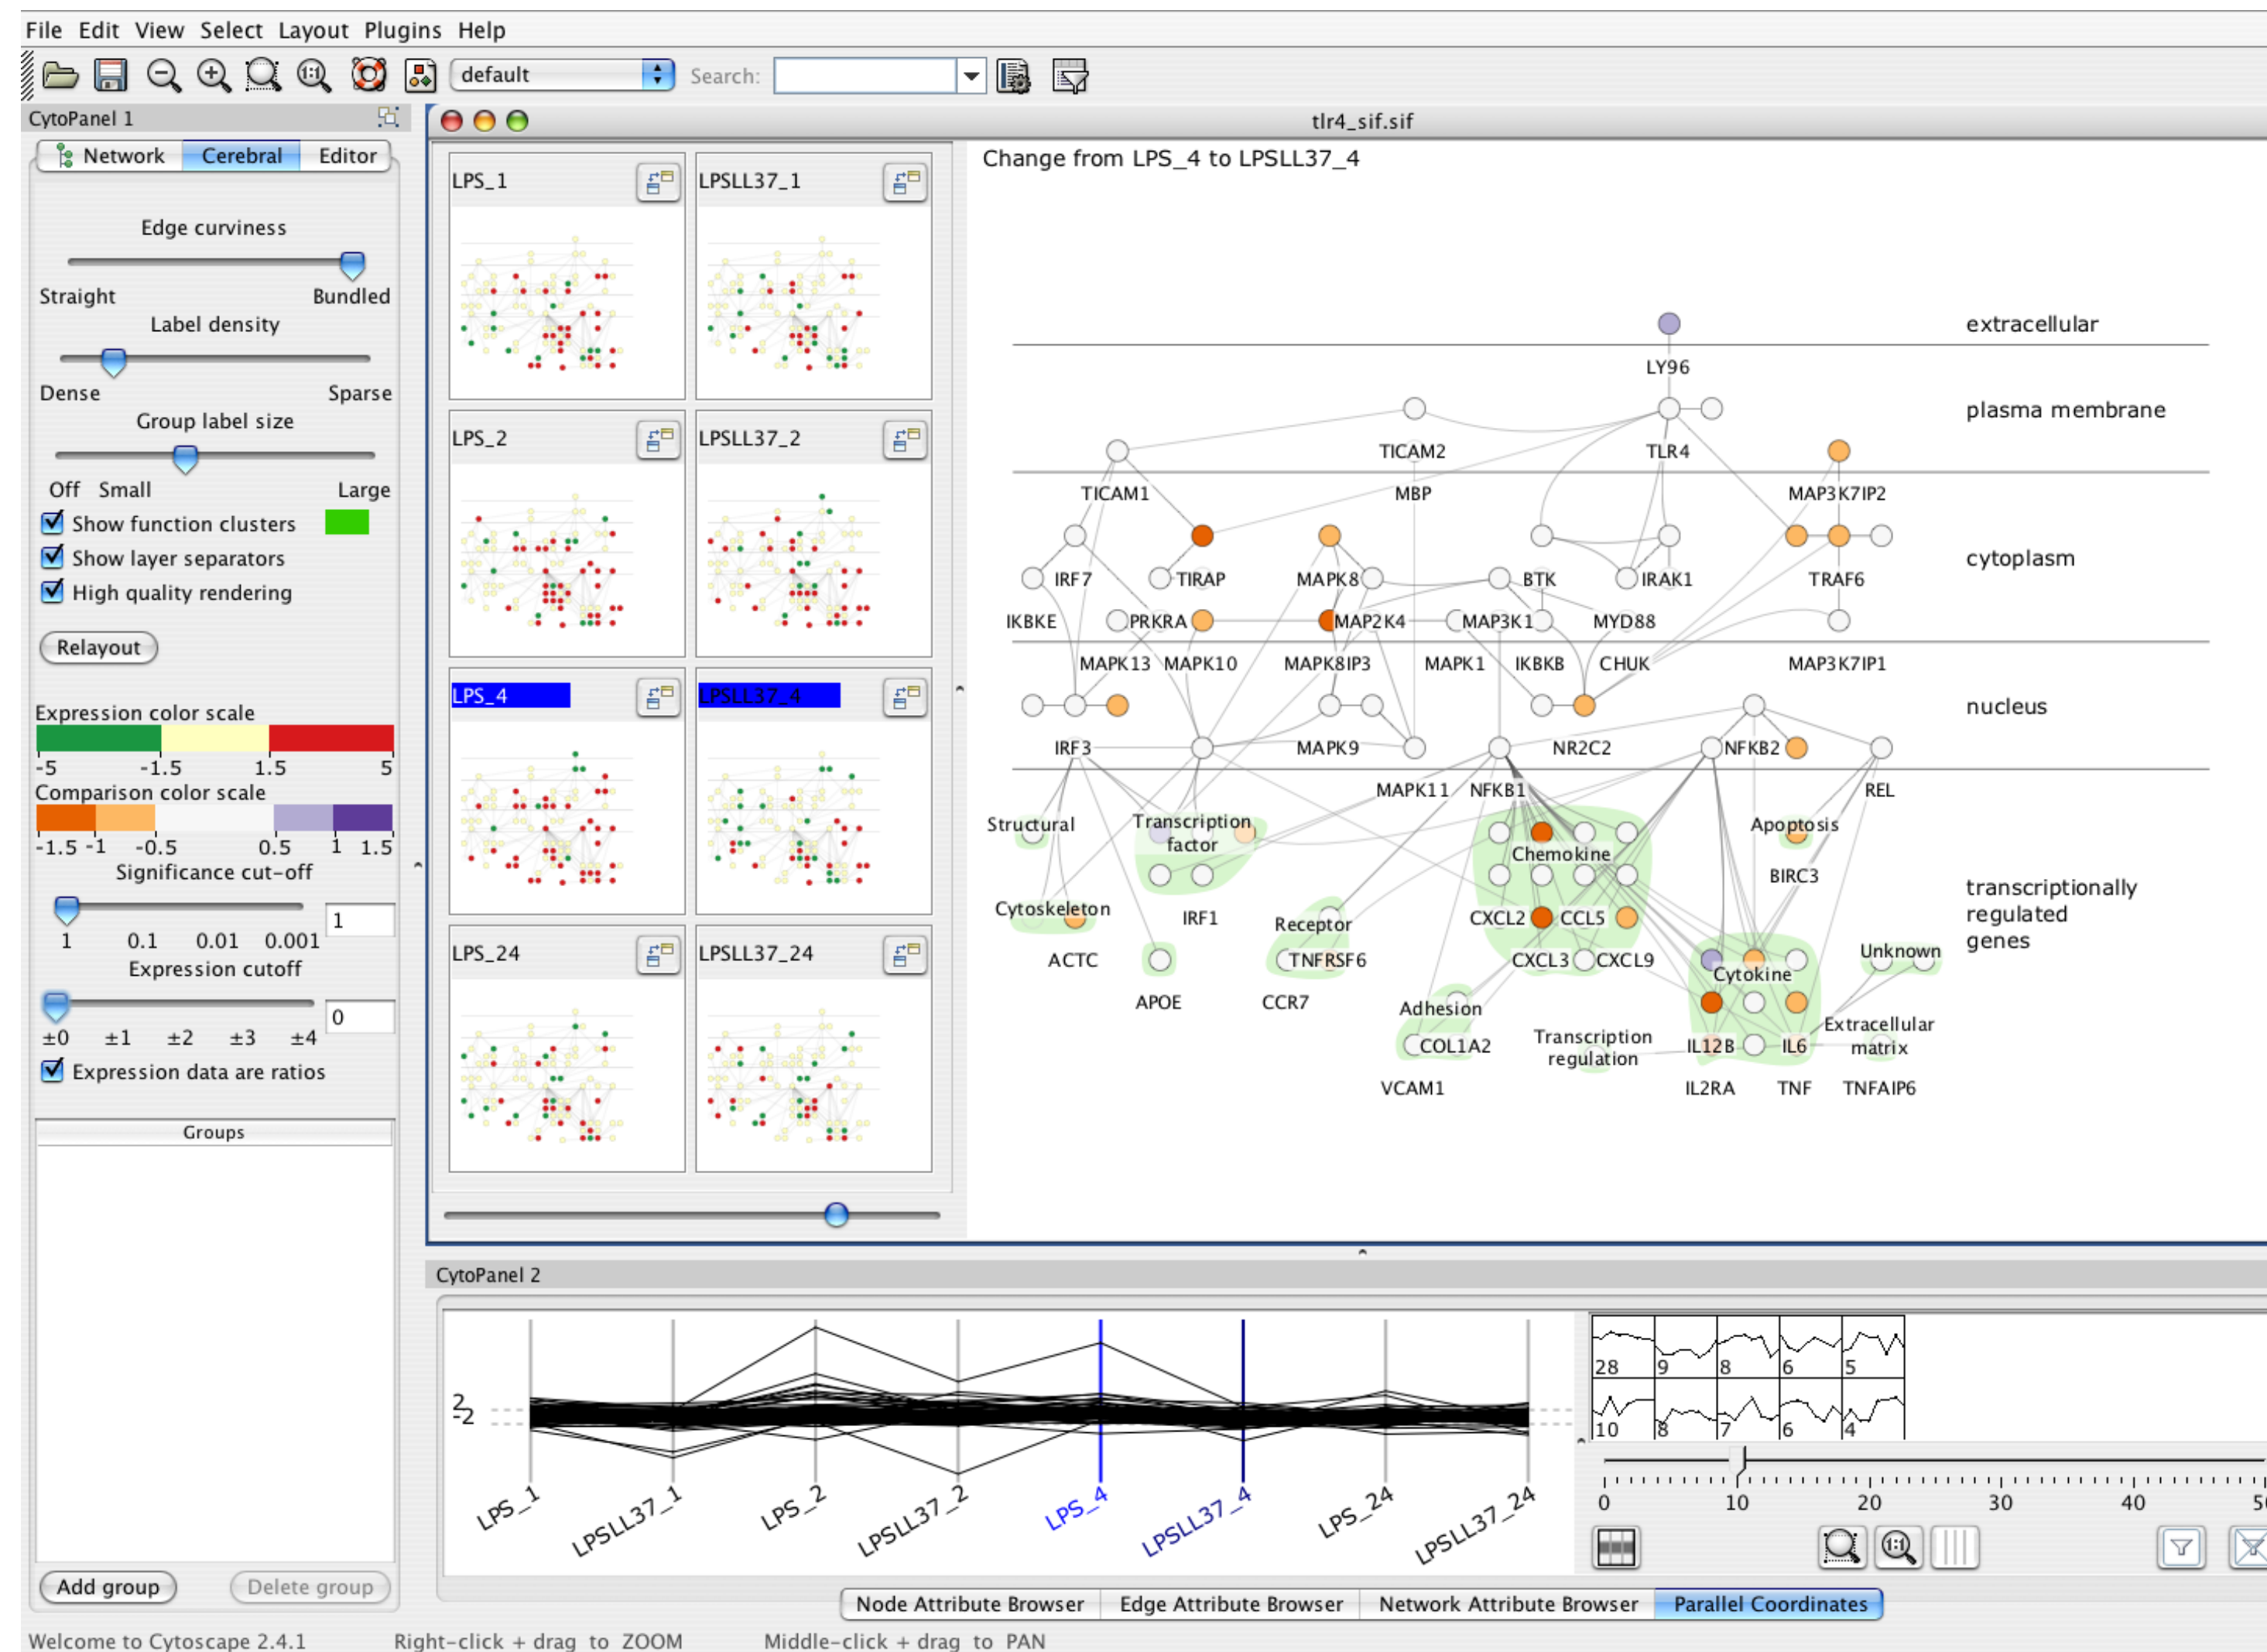 File Edit View Select Layout Plugins Help
default Search:
CytoPanel 1
Network Cerebral Editor
Edge curviness
Straight Bundled
Label density
Dense Sparse
Group label size
Off Small Large
Show function clusters
Show layer separators
High quality rendering
Relayout
Expression color scale
-5 -1.5 1.5 5
Comparison color scale
-1.5 -1 -0.5 0.5 1 1.5
Significance cut-off
1
1 0.1 0.01 0.001
Expression cutoff
0
±0 ±1 ±2 ±3 ±4
Expression data are ratios
Groups
Add group Delete group
tlr4_sif.sif
LPS_1 LPSLL37_1
LPS_2 LPSLL37_2
LPS_4 LPSLL37_4
LPS_24 LPSLL37_24
Change from LPS_4 to LPSLL37_4
extracellular
LY96
plasma membrane
TICAM2 TLR4
TICAM1 MBP MAP3K7IP2
cytoplasm
IRF7 TIRAP MAPK8 BTK IRAK1 TRAF6
IKBKE PRKRA MAP2K4 MAP3K1 MYD88
MAPK13 MAPK10 MAPK8IP3 MAPK1 IKBKB CHUK MAP3K7IP1
nucleus
IRF3 MAPK9 NR2C2 NFKB2
MAPK11 NFKB1 REL
Structural Transcription factor Chemokine Apoptosis
BIRC3
transcriptionally
regulated
genes
Cytoskeleton IRF1 Receptor CXCL2 CCL5
ACTC TNFRSF6 CXCL3 CXCL9 Unknown
Cytokine
APOE CCR7 Adhesion
COL1A2 Transcription regulation IL12B IL6 Extracellular matrix
VCAM1 IL2RA TNF TNFAIP6
CytoPanel 2
2
-2
LPS_1 LPSLL37_1 LPS_2 LPSLL37_2 LPS_4 LPSLL37_4 LPS_24 LPSLL37_24
28 9 8 6 5
10 8 7 6 4
0 10 20 30 40
Node Attribute Browser Edge Attribute Browser Network Attribute Browser Parallel Coordinates
Welcome to Cytoscape 2.4.1 Right-click + drag to ZOOM Middle-click + drag to PAN